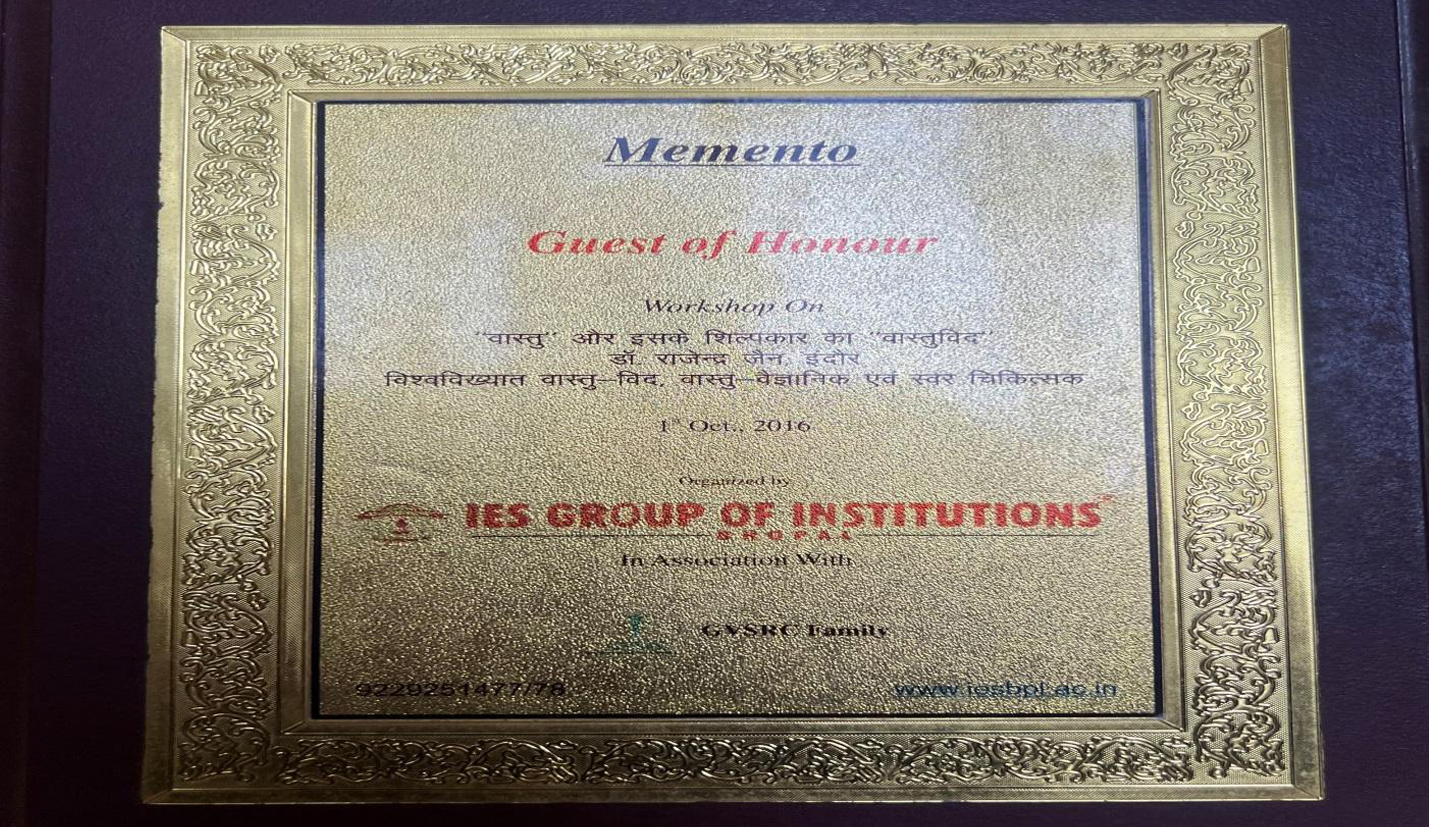 Memento
Guest of Honour
Workshop On
"वास्तु" और इसके शिल्पकार का "वास्तुविद"
डॉ. राजेन्द्र जैन, इंदौर
विश्वविख्यात वास्तु–विद, वास्तु–वैज्ञानिक एवं स्वर चिकित्सक
1st Oct., 2016
Organized by
IES GROUP OF INSTITUTIONS
BHOPAL
In Association With
GVSRC Family
9229251477/78
www.iesbpl.ac.in